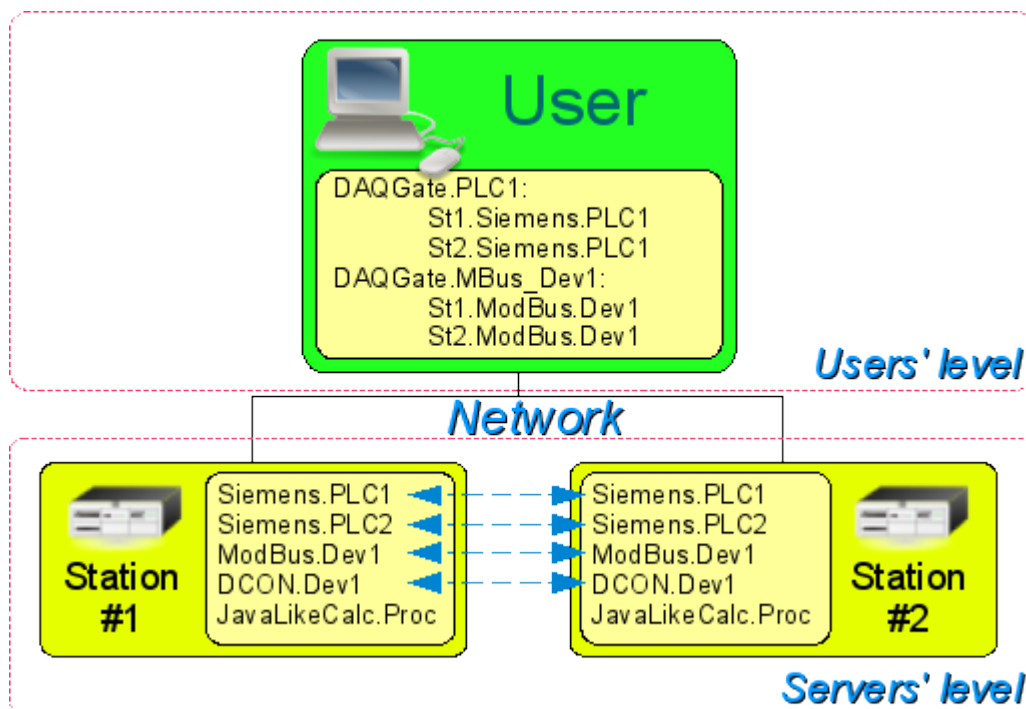 User
DAQGate.PLC1:
St1.Siemens.PLC1
St2.Siemens.PLC1
DAQGate.MBus_Dev1:
St1.ModBus.Dev1
St2.ModBus.Dev1
Users' level
Network
Station
#1
Siemens.PLC1
Siemens.PLC2
ModBus.Dev1
DCON.Dev1
JavaLikeCalc.Proc
Siemens.PLC1
Siemens.PLC2
ModBus.Dev1
DCON.Dev1
JavaLikeCalc.Proc
Station
#2
Servers' level